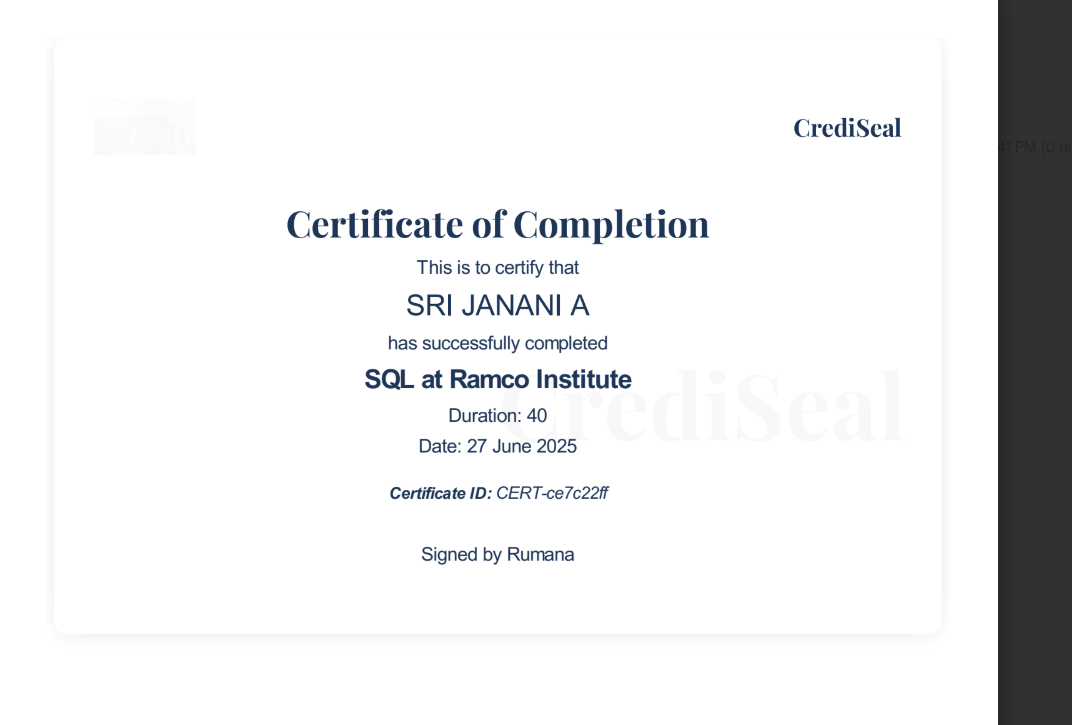 CrediSeal
Certificate of Completion
This is to certify that
SRI JANANI A
has successfully completed
SQL at Ramco Institute
CrediSeal
Duration: 40
Date: 27 June 2025
Certificate ID: CERT-ce7c22ff
Signed by Rumana
47 PM (0 m